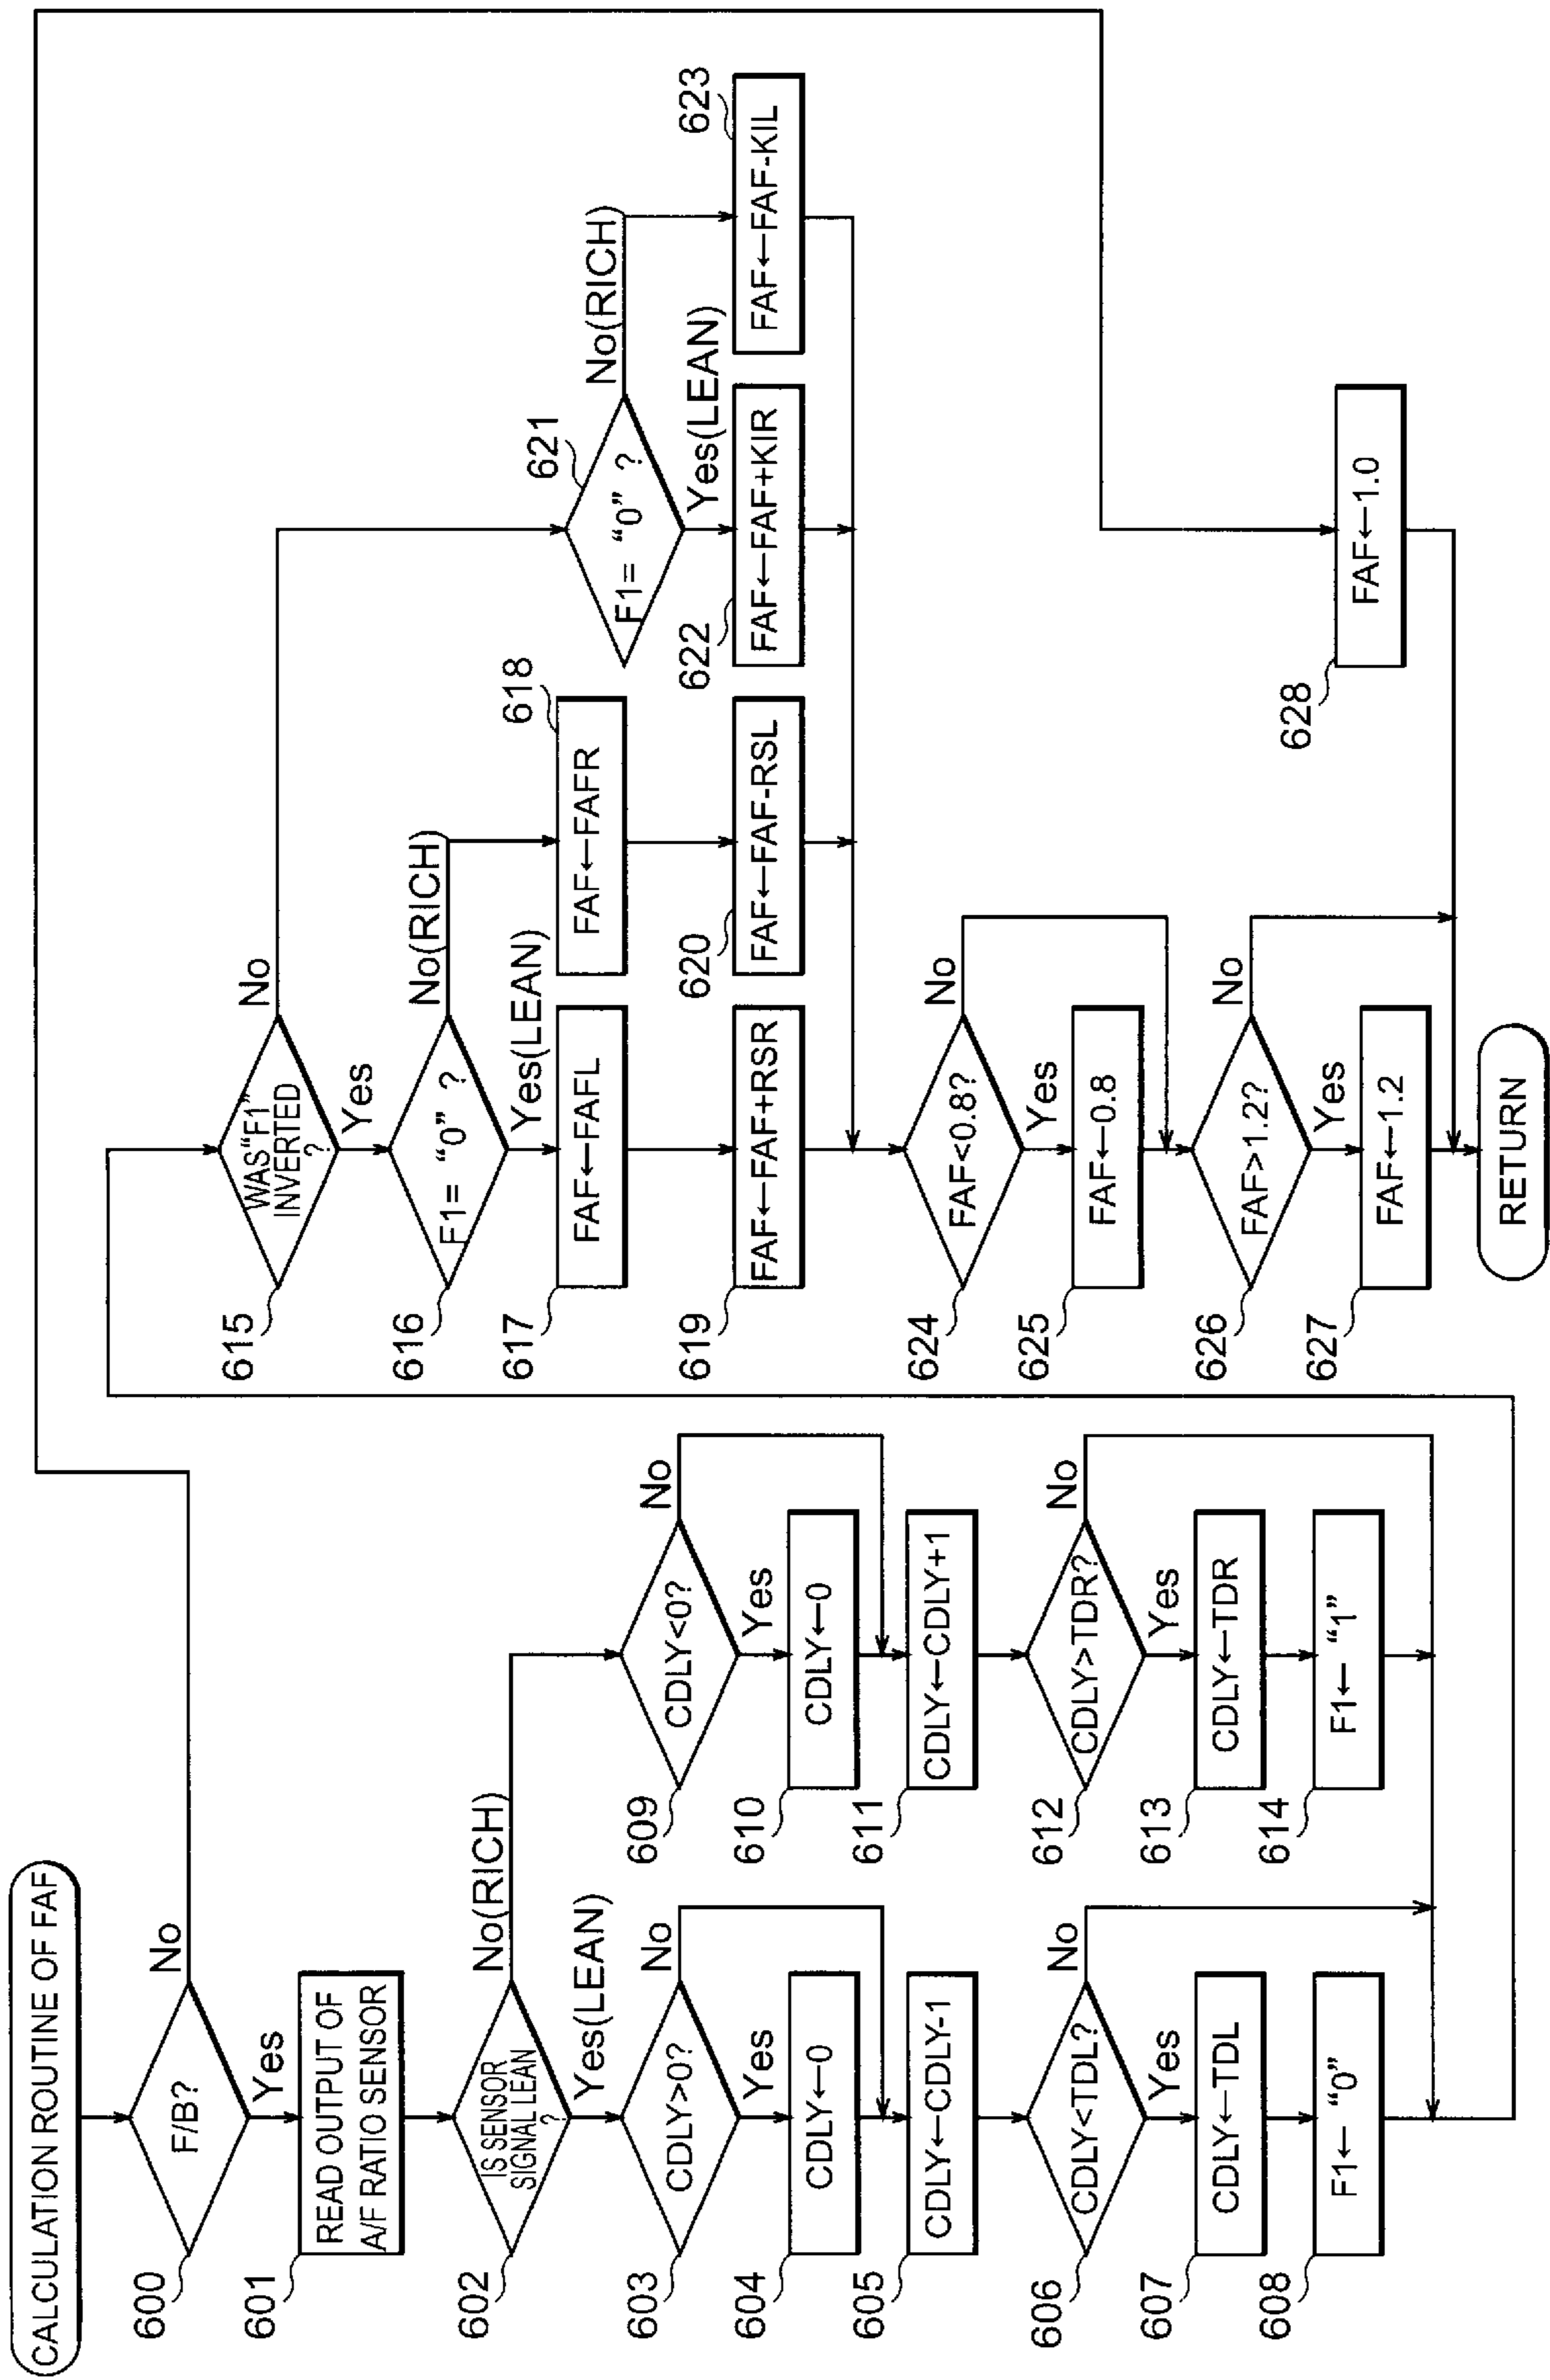 CALCULATION ROUTINE OF FAF
600
F/B?
No
Yes
601
READ OUTPUT OF
A/F RATIO SENSOR
602
IS SENSOR
SIGNAL LEAN
?
No(RICH)
Yes(LEAN)
603
CDLY>0?
No
Yes
604
CDLY←0
605
CDLY←CDLY-1
606
CDLY<TDL?
No
Yes
607
CDLY←TDL
608
F1← “0”
609
CDLY<0?
No
Yes
610
CDLY←0
611
CDLY←CDLY+1
612
CDLY>TDR?
No
Yes
613
CDLY←TDR
614
F1← “1”
615
WAS“F1”
INVERTED
?
No
Yes
616
F1= “0” ?
No(RICH)
Yes(LEAN)
617
FAF←FAFL
618
FAF←FAFR
619
FAF←FAF+RSR
620
FAF←FAF-RSL
621
F1= “0” ?
No(RICH)
Yes(LEAN)
622
FAF←FAF+KIR
623
FAF←FAF-KIL
624
FAF<0.8?
No
Yes
625
FAF←0.8
626
FAF>1.2?
No
Yes
627
FAF←1.2
628
FAF←1.0
RETURN